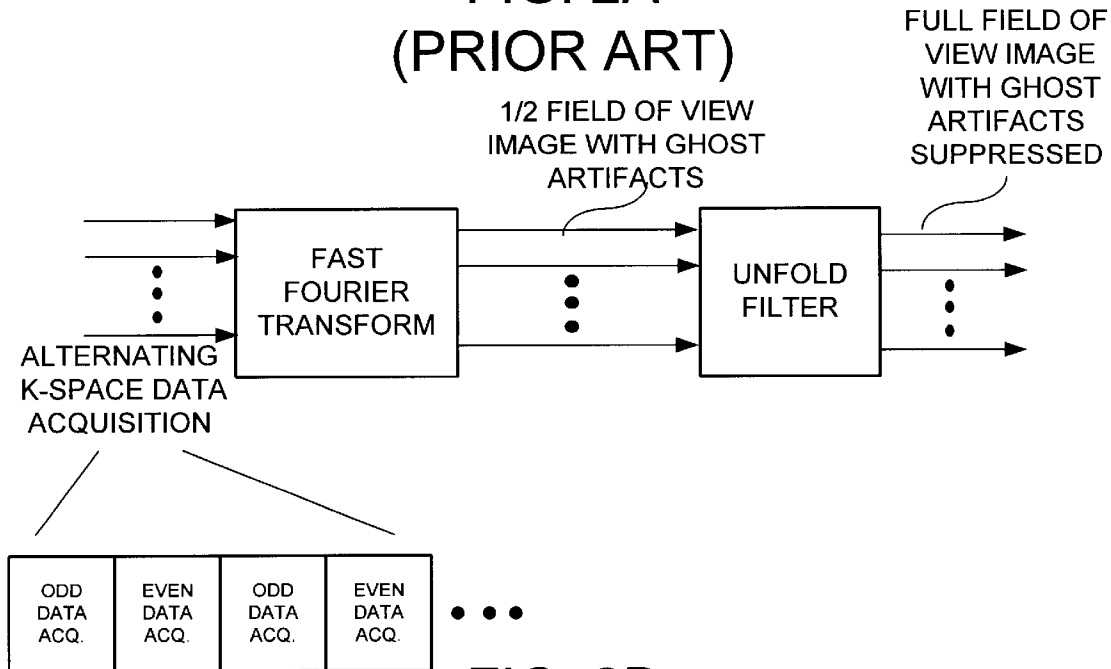 (PRIOR ART)
FULL FIELD OF
VIEW IMAGE
WITH GHOST
ARTIFACTS
SUPPRESSED
1/2 FIELD OF VIEW
IMAGE WITH GHOST
ARTIFACTS
FAST
FOURIER
TRANSFORM
UNFOLD
FILTER
ALTERNATING
K-SPACE DATA
ACQUISITION
ODD
DATA
ACQ.
EVEN
DATA
ACQ.
ODD
DATA
ACQ.
EVEN
DATA
ACQ.